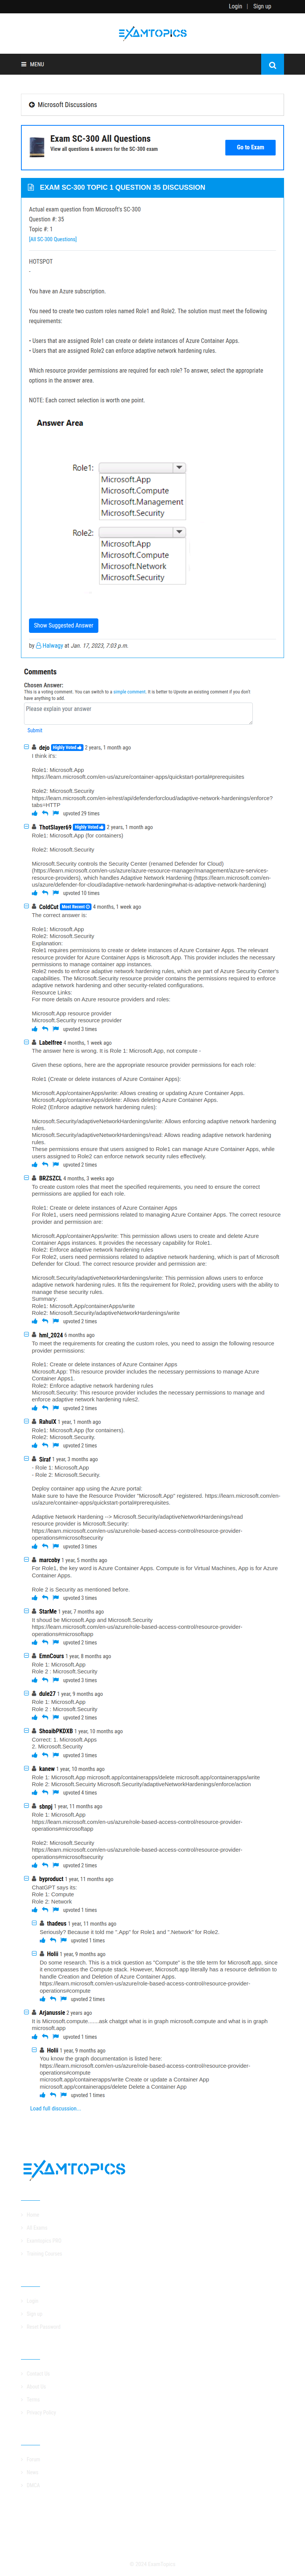 Login | Sign up
EXAMTOPICS
MENU
Microsoft Discussions
Exam SC-300 All Questions
View all questions & answers for the SC-300 exam
Go to Exam
EXAM SC-300 TOPIC 1 QUESTION 35 DISCUSSION
Actual exam question from Microsoft's SC-300
Question #: 35
Topic #: 1
[All SC-300 Questions]
HOTSPOT
-
You have an Azure subscription.
You need to create two custom roles named Role1 and Role2. The solution must meet the following
requirements:
• Users that are assigned Role1 can create or delete instances of Azure Container Apps.
• Users that are assigned Role2 can enforce adaptive network hardening rules.
Which resource provider permissions are required for each role? To answer, select the appropriate
options in the answer area.
NOTE: Each correct selection is worth one point.
Answer Area
Role1:
Microsoft.App
Microsoft.Compute
Microsoft.Management
Microsoft.Security
Role2:
Microsoft.App
Microsoft.Compute
Microsoft.Network
Microsoft.Security
Show Suggested Answer
by Halwagy at Jan. 17, 2023, 7:03 p.m.
Comments
Chosen Answer:
This is a voting comment. You can switch to a simple comment. It is better to Upvote an existing comment if you don't
have anything to add.
Please explain your answer
Submit
dejo Highly Voted 2 years, 1 month ago
I think it's:
Role1: Microsoft.App
https://learn.microsoft.com/en-us/azure/container-apps/quickstart-portal#prerequisites
Role2: Microsoft.Security
https://learn.microsoft.com/en-ie/rest/api/defenderforcloud/adaptive-network-hardenings/enforce?
tabs=HTTP
upvoted 29 times
ThotSlayer69 Highly Voted 2 years, 1 month ago
Role1: Microsoft.App (for containers)
Role2: Microsoft.Security
Microsoft.Security controls the Security Center (renamed Defender for Cloud)
(https://learn.microsoft.com/en-us/azure/azure-resource-manager/management/azure-services-
resource-providers), which handles Adaptive Network Hardening (https://learn.microsoft.com/en-
us/azure/defender-for-cloud/adaptive-network-hardening#what-is-adaptive-network-hardening)
upvoted 10 times
ColdCut Most Recent 4 months, 1 week ago
The correct answer is:
Role1: Microsoft.App
Role2: Microsoft.Security
Explanation:
Role1 requires permissions to create or delete instances of Azure Container Apps. The relevant
resource provider for Azure Container Apps is Microsoft.App. This provider includes the necessary
permissions to manage container app instances.
Role2 needs to enforce adaptive network hardening rules, which are part of Azure Security Center's
capabilities. The Microsoft.Security resource provider contains the permissions required to enforce
adaptive network hardening and other security-related configurations.
Resource Links:
For more details on Azure resource providers and roles:
Microsoft.App resource provider
Microsoft.Security resource provider
upvoted 3 times
Labelfree 4 months, 1 week ago
The answer here is wrong. It is Role 1: Microsoft.App, not compute -
Given these options, here are the appropriate resource provider permissions for each role:
Role1 (Create or delete instances of Azure Container Apps):
Microsoft.App/containerApps/write: Allows creating or updating Azure Container Apps.
Microsoft.App/containerApps/delete: Allows deleting Azure Container Apps.
Role2 (Enforce adaptive network hardening rules):
Microsoft.Security/adaptiveNetworkHardenings/write: Allows enforcing adaptive network hardening
rules.
Microsoft.Security/adaptiveNetworkHardenings/read: Allows reading adaptive network hardening
rules.
These permissions ensure that users assigned to Role1 can manage Azure Container Apps, while
users assigned to Role2 can enforce network security rules effectively.
upvoted 2 times
BRZSZCL 4 months, 3 weeks ago
To create custom roles that meet the specified requirements, you need to ensure the correct
permissions are applied for each role.
Role1: Create or delete instances of Azure Container Apps
For Role1, users need permissions related to managing Azure Container Apps. The correct resource
provider and permission are:
Microsoft.App/containerApps/write: This permission allows users to create and delete Azure
Container Apps instances. It provides the necessary capability for Role1.
Role2: Enforce adaptive network hardening rules
For Role2, users need permissions related to adaptive network hardening, which is part of Microsoft
Defender for Cloud. The correct resource provider and permission are:
Microsoft.Security/adaptiveNetworkHardenings/write: This permission allows users to enforce
adaptive network hardening rules. It fits the requirement for Role2, providing users with the ability to
manage these security rules.
Summary:
Role1: Microsoft.App/containerApps/write
Role2: Microsoft.Security/adaptiveNetworkHardenings/write
upvoted 2 times
hml_2024 6 months ago
To meet the requirements for creating the custom roles, you need to assign the following resource
provider permissions:
Role1: Create or delete instances of Azure Container Apps
Microsoft.App: This resource provider includes the necessary permissions to manage Azure
Container Apps1.
Role2: Enforce adaptive network hardening rules
Microsoft.Security: This resource provider includes the necessary permissions to manage and
enforce adaptive network hardening rules2.
upvoted 2 times
RahulX 1 year, 1 month ago
Role1: Microsoft.App (for containers).
Role2: Microsoft.Security.
upvoted 2 times
Siraf 1 year, 3 months ago
- Role 1: Microsoft.App
- Role 2: Microsoft.Security.
Deploy container app using the Azure portal:
Make sure to have the Resource Provider "Microsoft.App" registered. https://learn.microsoft.com/en-
us/azure/container-apps/quickstart-portal#prerequisites.
Adaptive Network Hardening --> Microsoft.Security/adaptiveNetworkHardenings/read
resource provider is Microsoft.Security:
https://learn.microsoft.com/en-us/azure/role-based-access-control/resource-provider-
operations#microsoftsecurity
upvoted 3 times
marcoby 1 year, 5 months ago
For Role1, the key word is Azure Container Apps. Compute is for Virtual Machines, App is for Azure
Container Apps.
Role 2 is Security as mentioned before.
upvoted 3 times
StarMe 1 year, 7 months ago
It shoud be Microsoft.App and Microsoft.Security
https://learn.microsoft.com/en-us/azure/role-based-access-control/resource-provider-
operations#microsoftapp
upvoted 2 times
EmnCours 1 year, 8 months ago
Role 1: Microsoft.App
Role 2 : Microsoft.Security
upvoted 3 times
dule27 1 year, 9 months ago
Role 1: Microsoft.App
Role 2 : Microsoft.Security
upvoted 2 times
ShoaibPKDXB 1 year, 10 months ago
Correct: 1. Microsoft.Apps
2. Microsoft.Security
upvoted 3 times
kanew 1 year, 10 months ago
Role 1: Microsoft.App microsoft.app/containerapps/delete microsoft.app/containerapps/write
Role 2: Microsoft.Secuirty Microsoft.Security/adaptiveNetworkHardenings/enforce/action
upvoted 4 times
sbnpj 1 year, 11 months ago
Role1: Microsoft.App
https://learn.microsoft.com/en-us/azure/role-based-access-control/resource-provider-
operations#microsoftapp
Role2: Microsoft.Security
https://learn.microsoft.com/en-us/azure/role-based-access-control/resource-provider-
operations#microsoftsecurity
upvoted 2 times
byproduct 1 year, 11 months ago
ChatGPT says its:
Role 1: Compute
Role 2: Network
upvoted 1 times
thadeus 1 year, 11 months ago
Seriously? Because it told me ".App" for Role1 and ".Network" for Role2.
upvoted 1 times
Holii 1 year, 9 months ago
Do some research. This is a trick question as "Compute" is the title term for Microsoft.App, since
it encompasses the Compute stack. However, Microsoft.app literally has a resource definition to
handle Creation and Deletion of Azure Container Apps.
https://learn.microsoft.com/en-us/azure/role-based-access-control/resource-provider-
operations#compute
upvoted 2 times
Arjanussie 2 years ago
It is Microsoft.compute.......ask chatgpt what is in graph microsoft.compute and what is in graph
microsoft.app
upvoted 1 times
Holii 1 year, 9 months ago
You know the graph documentation is listed here:
https://learn.microsoft.com/en-us/azure/role-based-access-control/resource-provider-
operations#compute
microsoft.app/containerapps/write Create or update a Container App
microsoft.app/containerapps/delete Delete a Container App
upvoted 1 times
Load full discussion...
EXAMTOPICS
Home
All Exams
Training Courses
Login
Sign up
Contact Us
About Us
Privacy Policy
DMCA
© 2024 ExamTopics